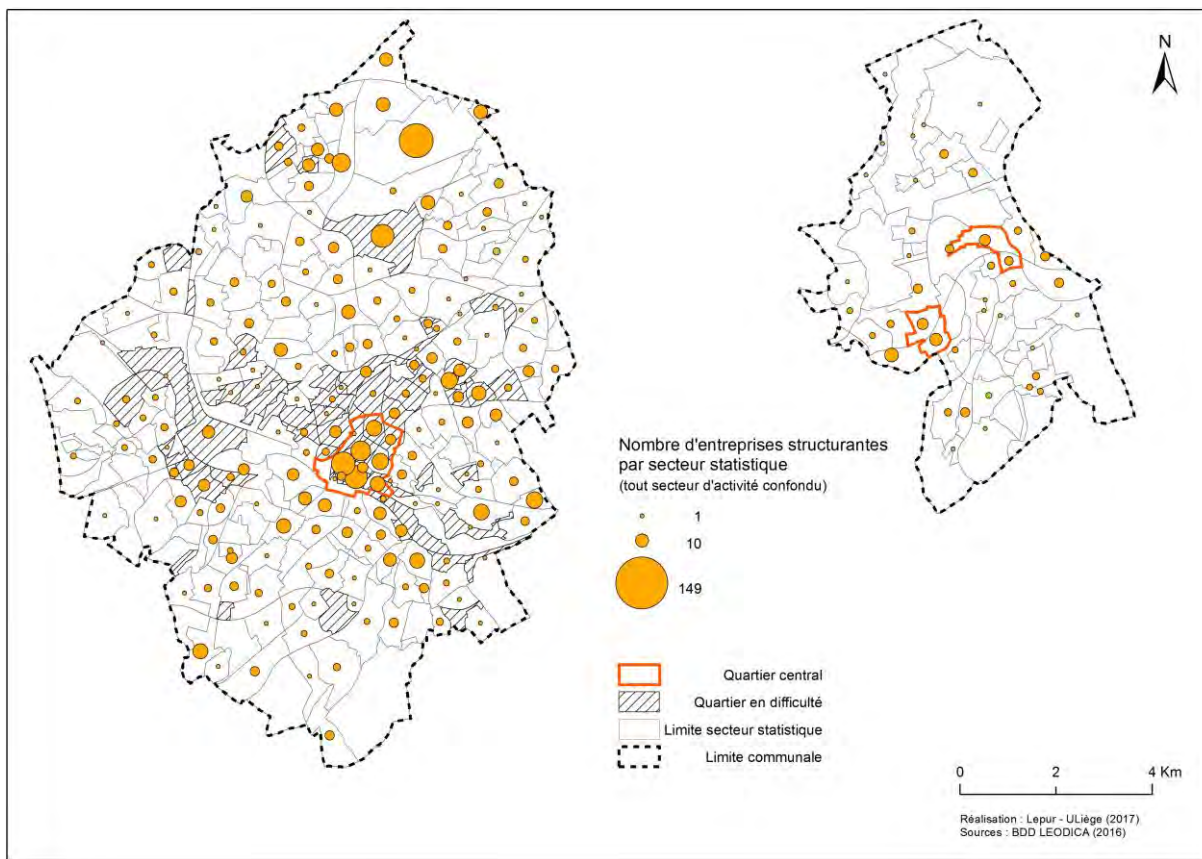 N
Nombre d'entreprises structurantes
par secteur statistique
(tout secteur d'activité confondu)
1
10
149
Quartier central
Quartier en difficulté
Limite secteur statistique
Limite communale
0 2 4 Km
Réalisation : Lepur - ULiège (2017)
Sources : BDD LEODICA (2016)